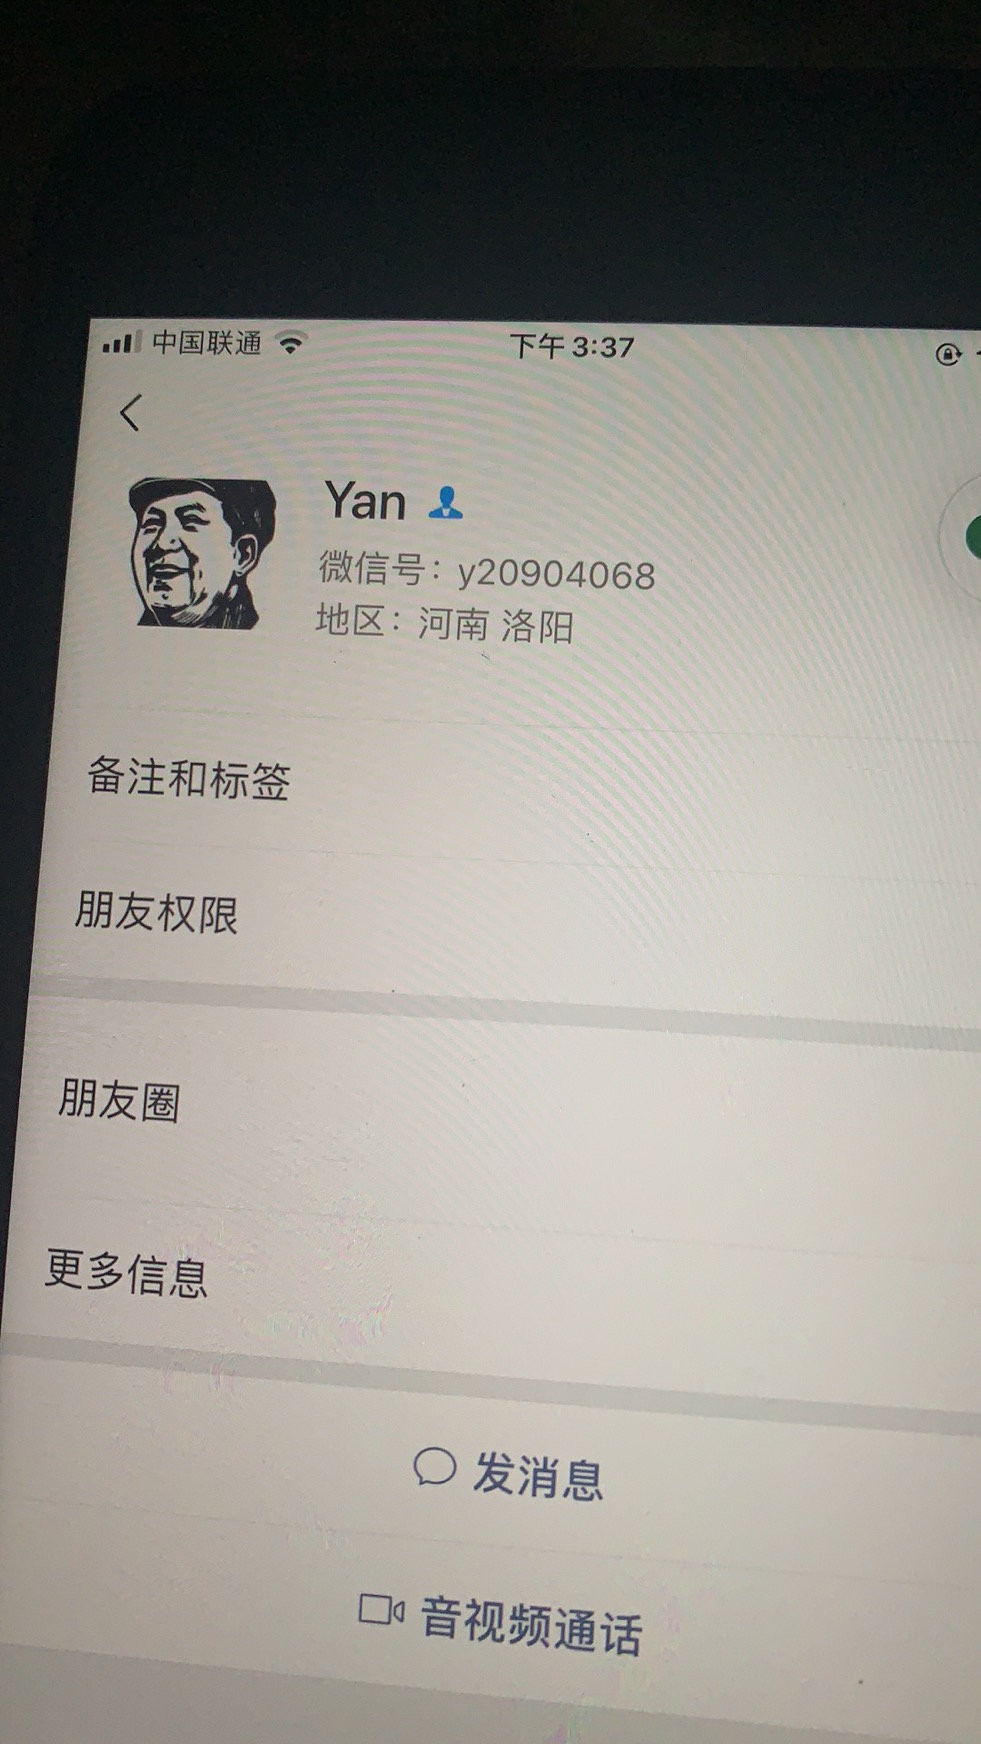 中国联通
下午 3:37
Yan
微信号：y20904068
地区：河南 洛阳
备注和标签
朋友权限
朋友圈
更多信息
发消息
音视频通话